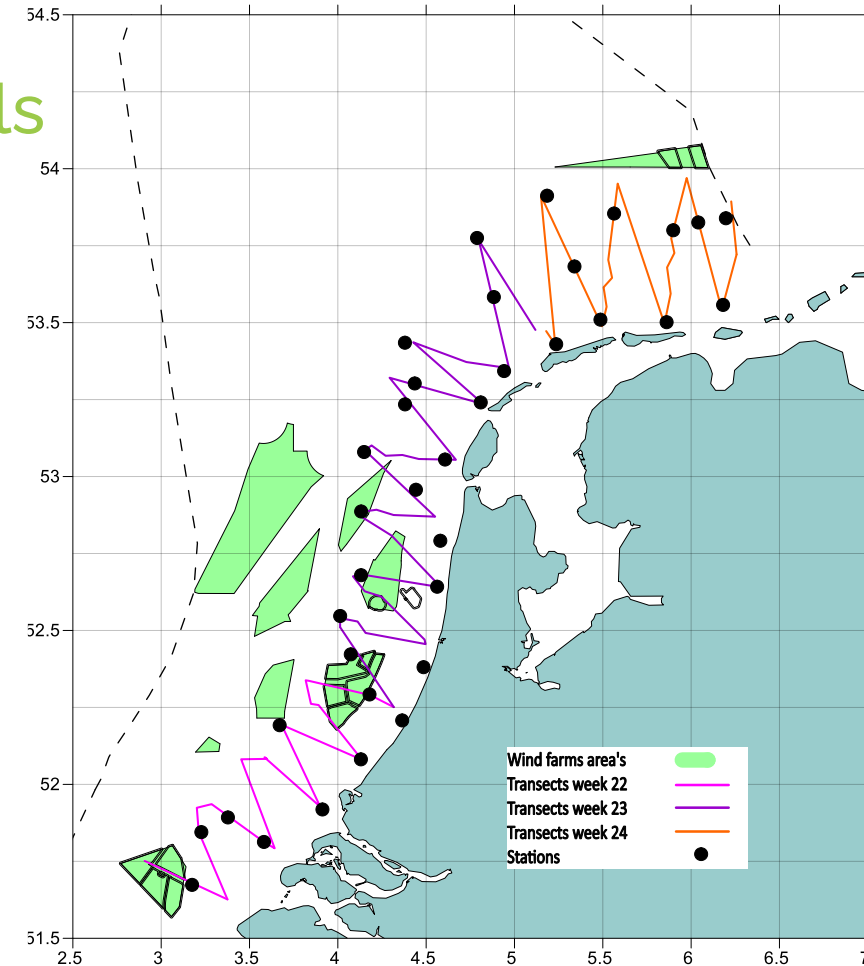 54.5
ls
54
53.5
53
52.5
52
51.5
Wind farms area's
Transects week 22
Transects week 23
Transects week 24
Stations
2.5 3 3.5 4 4.5 5 5.5 6 6.5